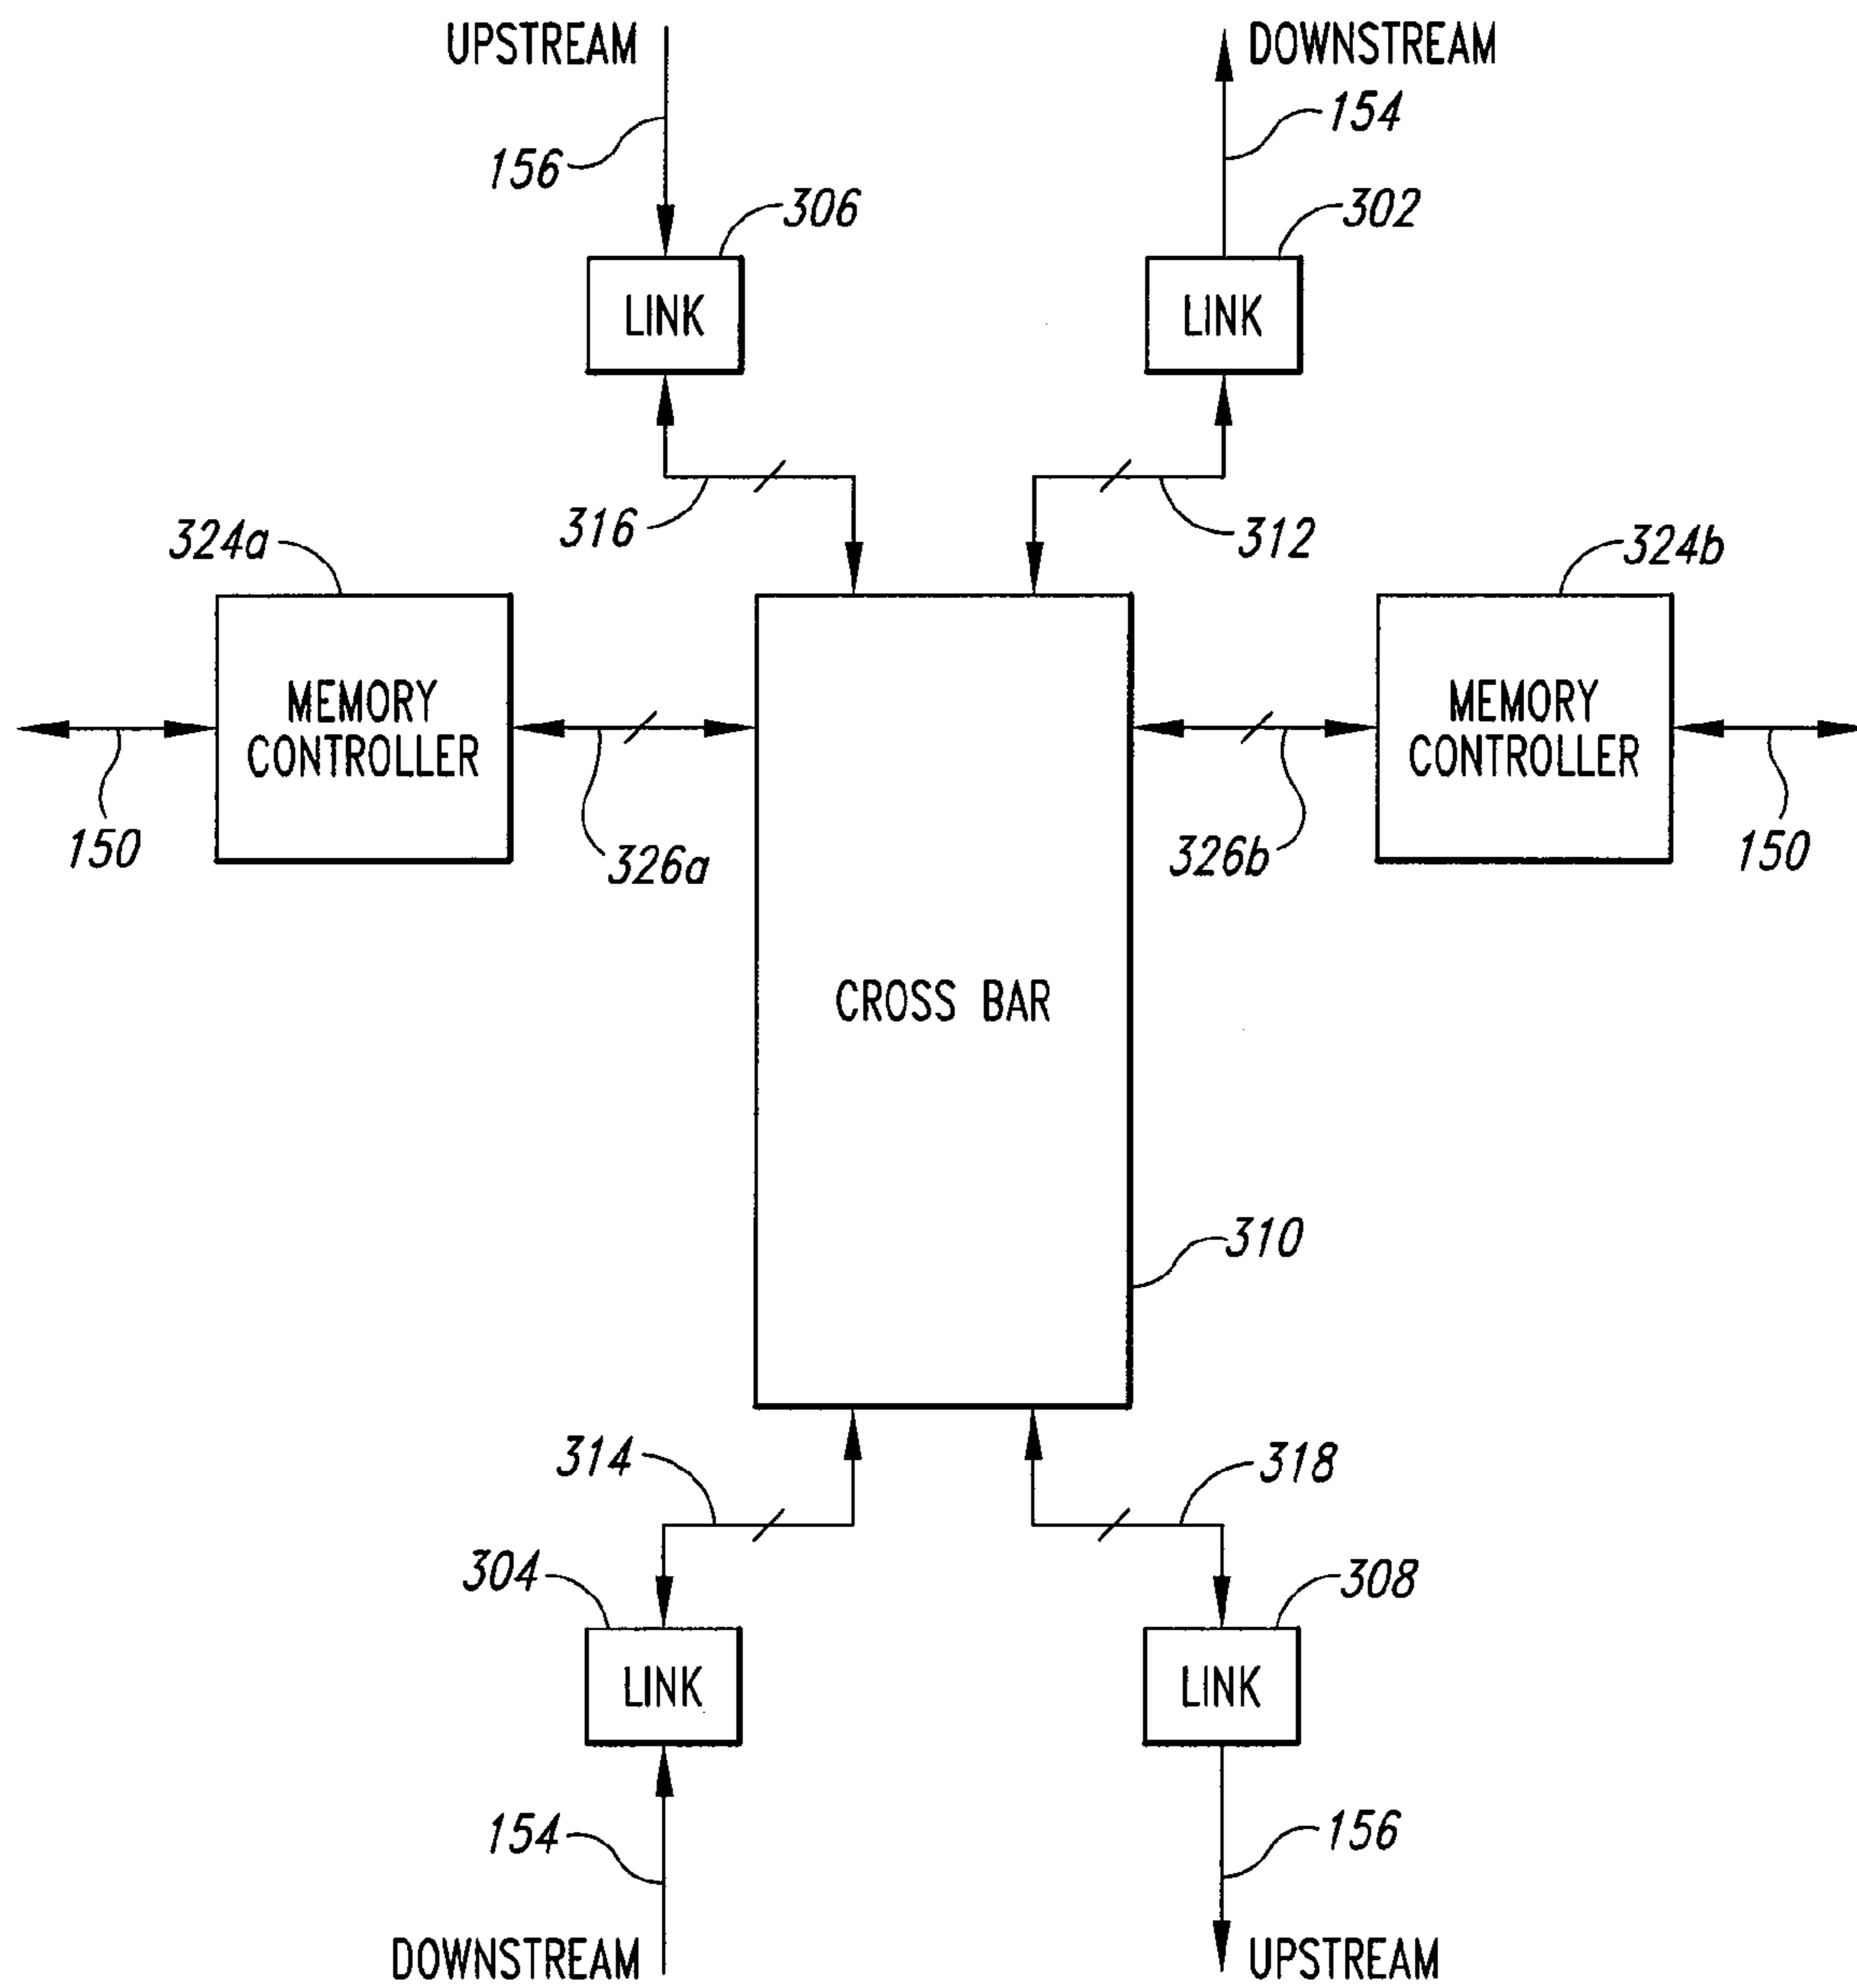 UPSTREAM
DOWNSTREAM
154
156
306
302
LINK
LINK
316
312
324a
324b
MEMORY
CONTROLLER
MEMORY
CONTROLLER
150
326a
326b
150
CROSS BAR
310
314
318
304
308
LINK
LINK
154
156
DOWNSTREAM
UPSTREAM